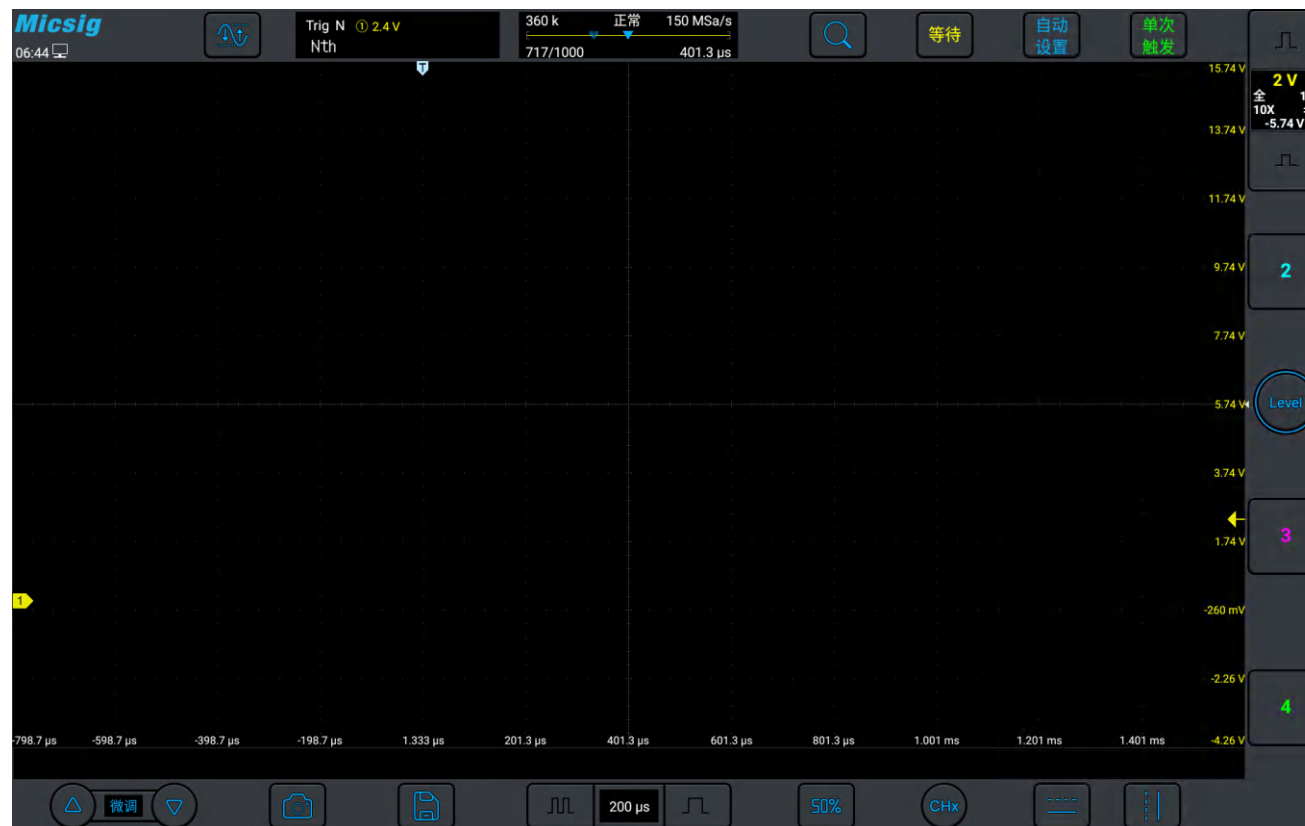 Micsig
06:44
Trig N ① 2.4 V
Nth
360 k 正常 150 MSa/s
717/1000 401.3 µs
等待
自动
设置
单次
触发
T
2 V
全 1
10X
-5.74 V
15.74 V
13.74 V
11.74 V
9.74 V
2
7.74 V
5.74 V
Level
3.74 V
1.74 V
3
1
-260 mV
-2.26 V
4
-4.26 V
-798.7 µs -598.7 µs -398.7 µs -198.7 µs 1.333 µs 201.3 µs 401.3 µs 601.3 µs 801.3 µs 1.001 ms 1.201 ms 1.401 ms
微调
200 µs
50%
CHx